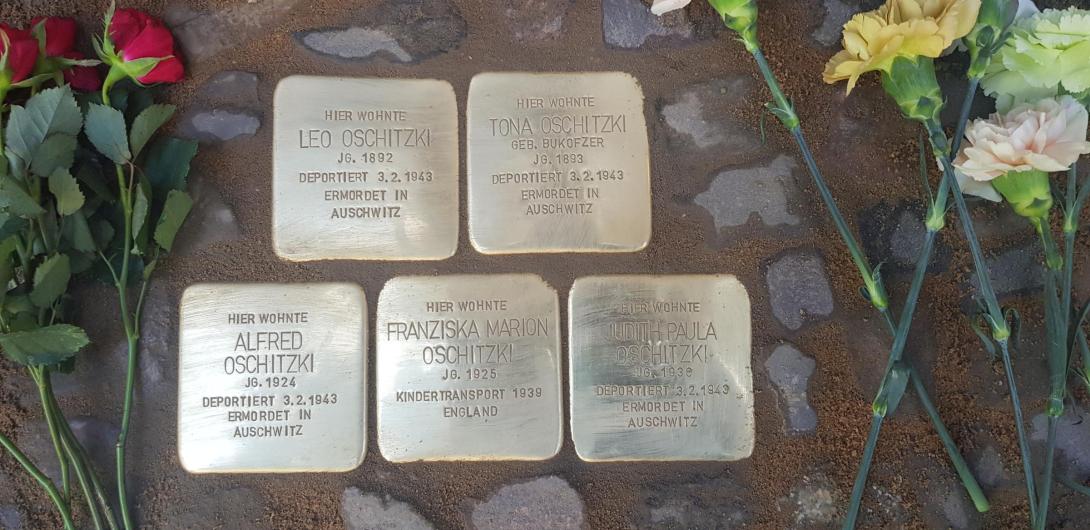 HIER WOHNTE
LEO OSCHITZKI
JG. 1892
DEPORTIERT 3.2.1943
ERMORDET IN
AUSCHWITZ
HIER WOHNTE
TONA OSCHITZKI
GEB. BUKOFZER
JG. 1893
DEPORTIERT 3.2.1943
ERMORDET IN
AUSCHWITZ
HIER WOHNTE
ALFRED
OSCHITZKI
JG. 1924
DEPORTIERT 3.2.1943
ERMORDET IN
AUSCHWITZ
HIER WOHNTE
FRANZISKA MARION
OSCHITZKI
JG. 1925
KINDERTRANSPORT 1939
ENGLAND
HIER WOHNTE
JUDITH PAULA
OSCHITZKI
JG.
DEPORTIERT 3.2.1943
ERMORDET IN
AUSCHWITZ